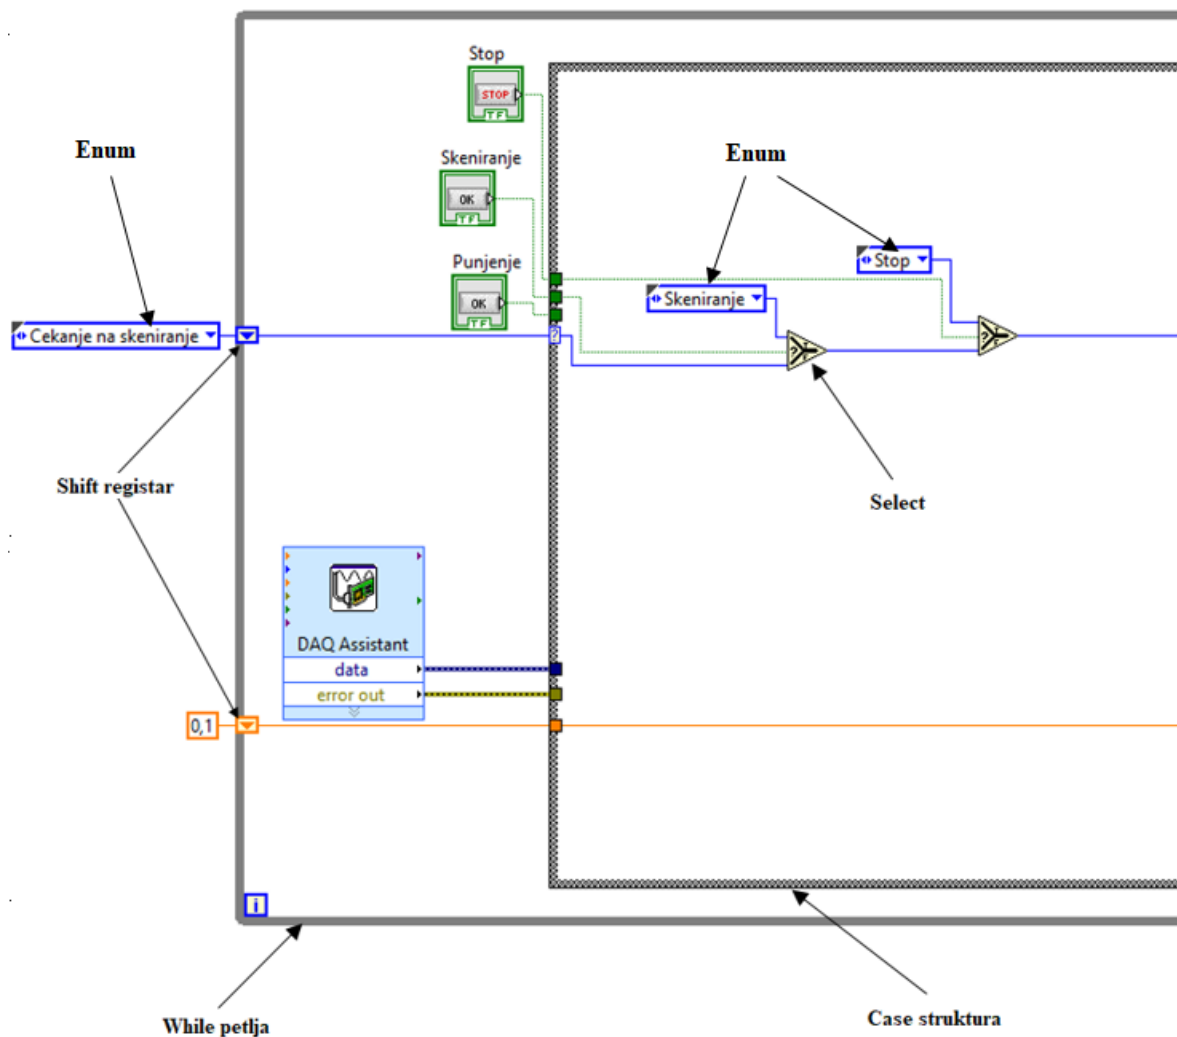 Stop
STOP
TF
Enum
Skeniranje
OK
TF
Enum
Punjenje
OK
TF
Stop
Skeniranje
Cekanje na skeniranje
?
?
?
Shift registar
Select
DAQ Assistant
data
error out
0,1
i
While petlja
Case struktura